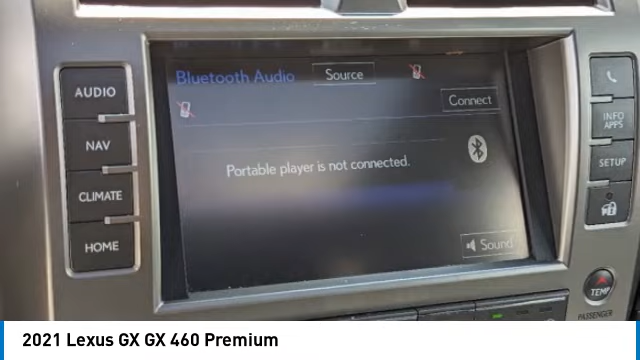 AUDIO
NAV
CLIMATE
HOME
Bluetooth Audio
Source
Connect
Portable player is not connected.
Sound
INFO
APPS
SETUP
TEMP
PASSENGER
2021 Lexus GX GX 460 Premium